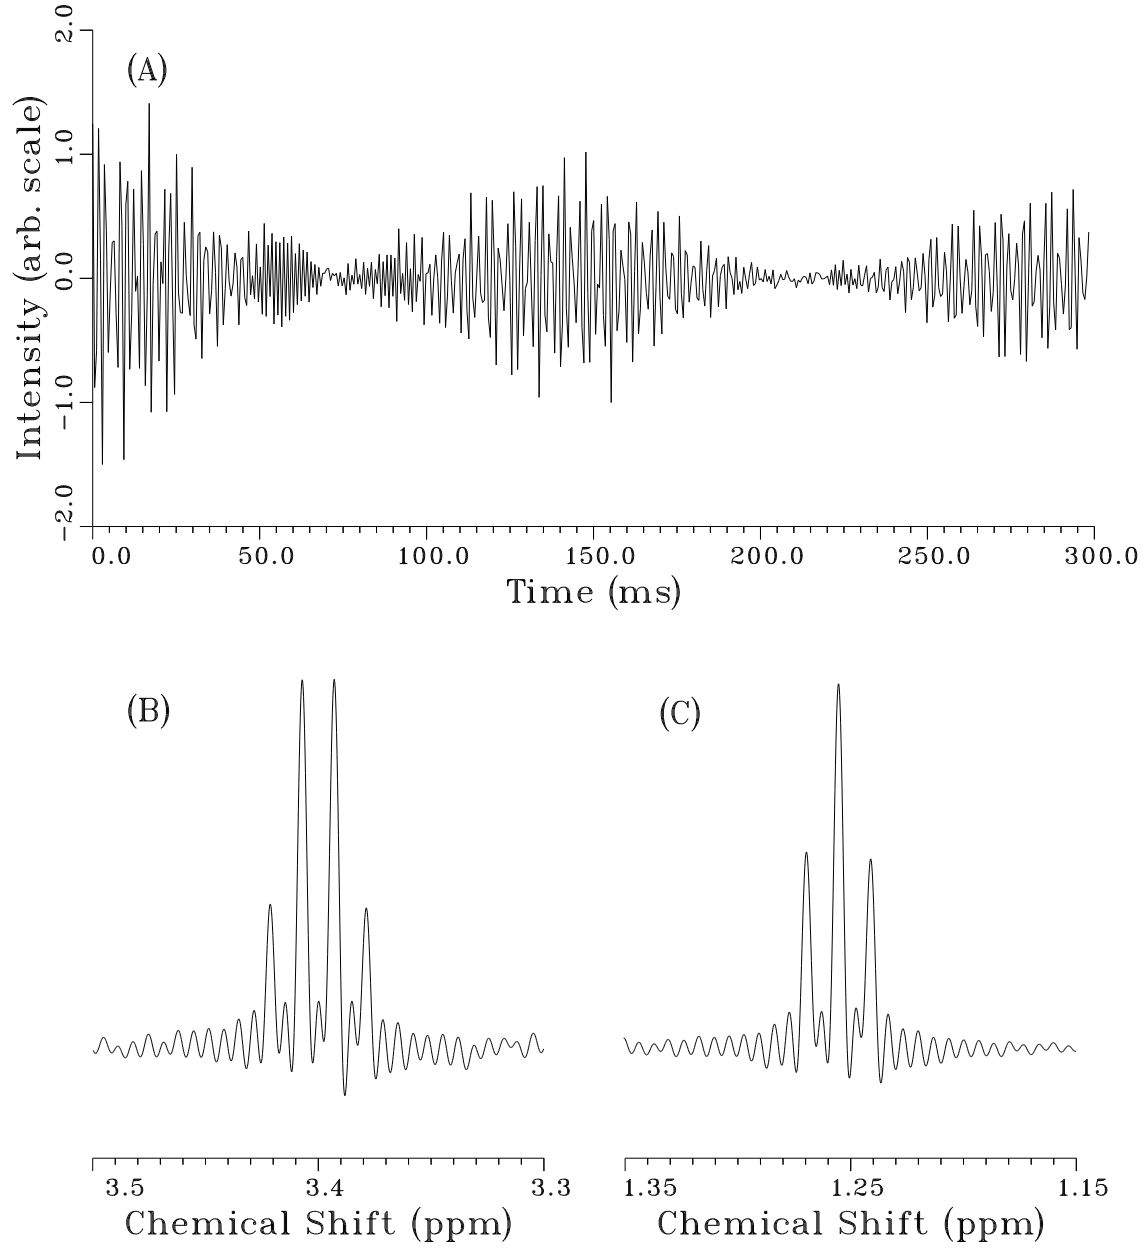 (A)
Intensity (arb. scale)
2.0
1.0
0.0
-1.0
-2.0
0.0 50.0 100.0 150.0 200.0 250.0 300.0
Time (ms)
(B)
(C)
3.5 3.4 3.3
1.35 1.25 1.15
Chemical Shift (ppm)
Chemical Shift (ppm)